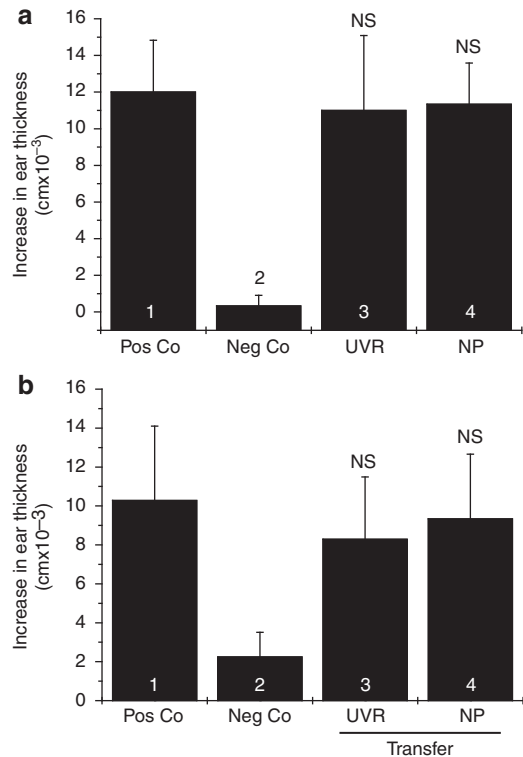 a
Increase in ear thickness
(cmx10⁻³)
16
14
12
10
8
6
4
2
0
NS
NS
2
1
3
4
Pos Co
Neg Co
UVR
NP
b
Increase in ear thickness
(cmx10–3)
16
14
12
10
8
6
4
2
0
NS
NS
1
2
3
4
Pos Co
Neg Co
UVR
NP
Transfer